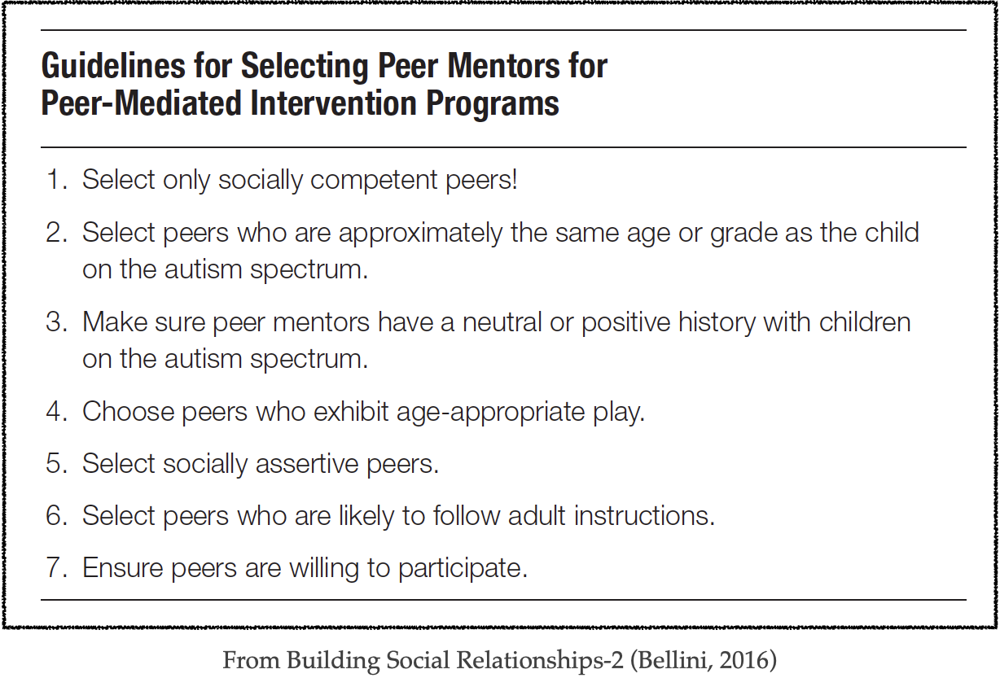 Guidelines for Selecting Peer Mentors for
Peer-Mediated Intervention Programs
1. Select only socially competent peers!
2. Select peers who are approximately the same age or grade as the child
on the autism spectrum.
3. Make sure peer mentors have a neutral or positive history with children
on the autism spectrum.
4. Choose peers who exhibit age-appropriate play.
5. Select socially assertive peers.
6. Select peers who are likely to follow adult instructions.
7. Ensure peers are willing to participate.
From Building Social Relationships-2 (Bellini, 2016)